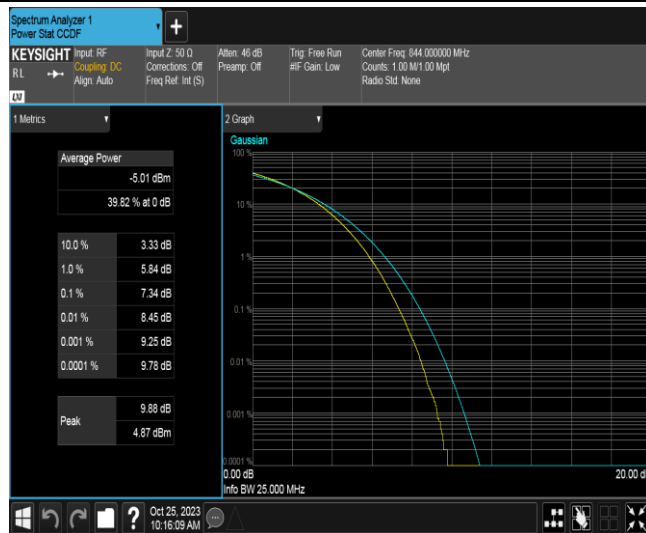 Spectrum Analyzer 1
Power Stat CCDF
+
KEYSIGHT
RL
Input: RF
Coupling: DC
Align: Auto
Input Z: 50 Ω
Corrections: Off
Freq Ref: Int (S)
Atten: 46 dB
Preamp: Off
Trig: Free Run
#IF Gain: Low
Center Freq: 844.000000 MHz
Counts: 1.00 M/1.00 Mpt
Radio Std: None
LXI
1 Metrics
Average Power
-5.01 dBm
39.82 % at 0 dB
10.0 % 3.33 dB
1.0 % 5.84 dB
0.1 % 7.34 dB
0.01 % 8.45 dB
0.001 % 9.25 dB
0.0001 % 9.78 dB
Peak
9.88 dB
4.87 dBm
2 Graph
Gaussian
100 %
10 %
1 %
0.1 %
0.01 %
0.001 %
0.0001 %
0.00 dB
20.00 d
Info BW 25.000 MHz
?
Oct 25, 2023
10:16:09 AM